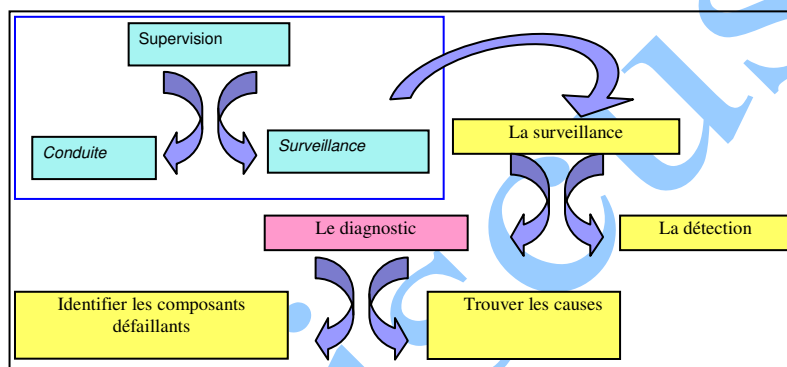 Supervision
Conduite
Surveillance
La surveillance
Le diagnostic
La détection
Identifier les composants
défaillants
Trouver les causes